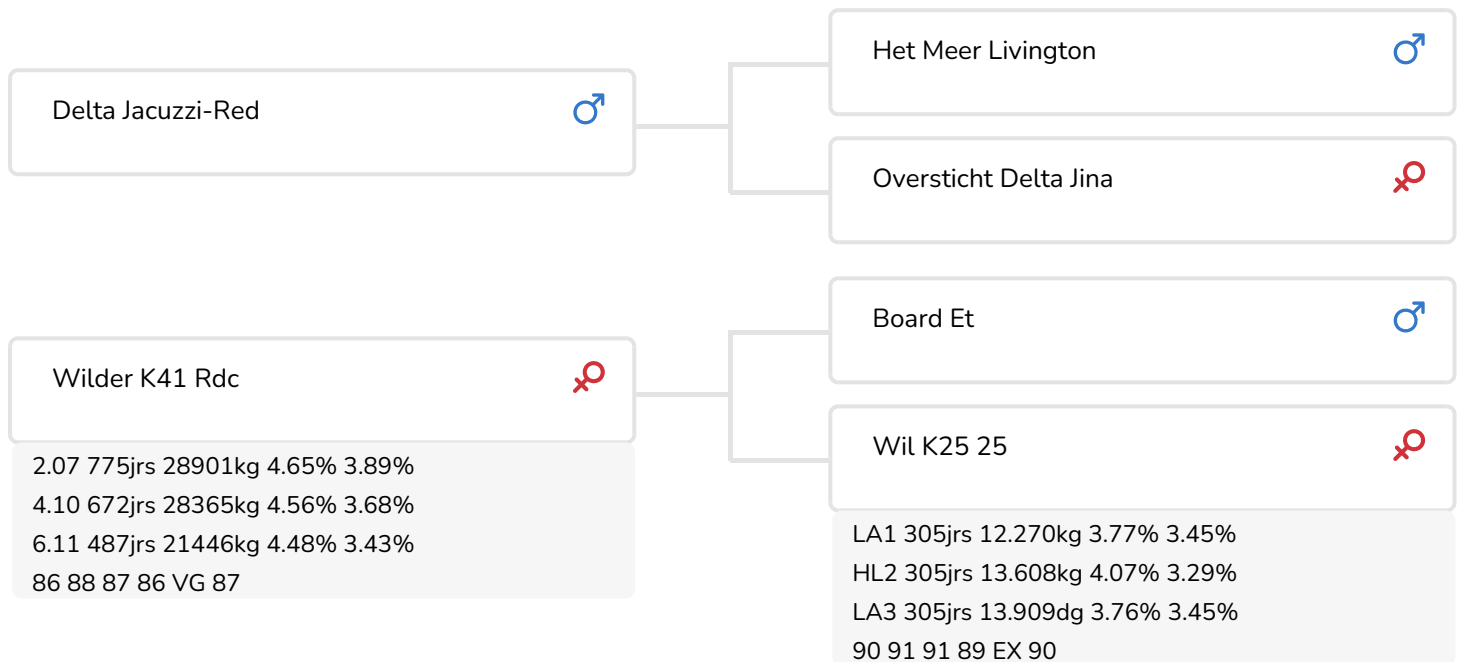 Het Meer Livington
Delta Jacuzzi-Red
Oversticht Delta Jina
Board Et
Wilder K41 Rdc
Wil K25 25
2.07 775jrs 28901kg 4.65% 3.89%
4.10 672jrs 28365kg 4.56% 3.68%
6.11 487jrs 21446kg 4.48% 3.43%
86 88 87 86 VG 87
LA1 305jrs 12.270kg 3.77% 3.45%
HL2 305jrs 13.608kg 4.07% 3.29%
LA3 305jrs 13.909dg 3.76% 3.45%
90 91 91 89 EX 90